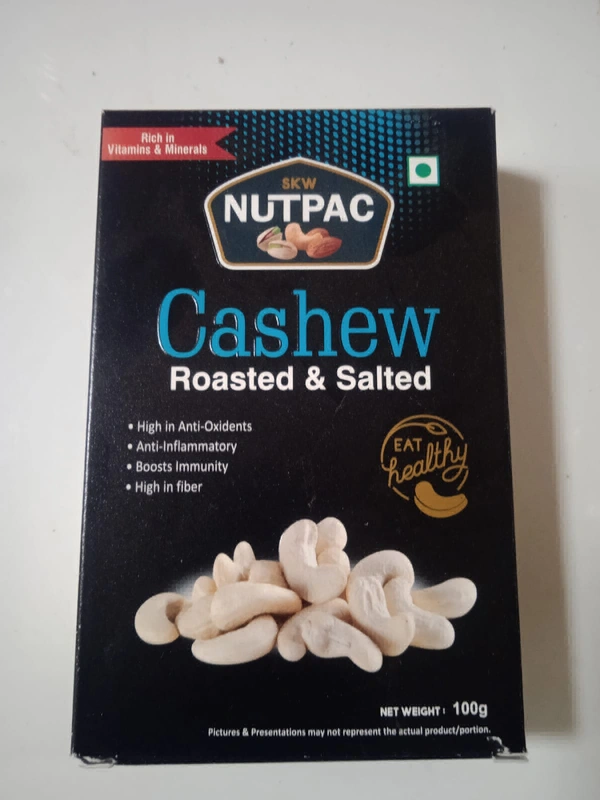 Rich in
Vitamins & Minerals
SKW
NUTPAC
Cashew
Roasted & Salted
• High in Anti-Oxidents
• Anti-Inflammatory
• Boosts Immunity
• High in fiber
EAT
healthy
NET WEIGHT : 100g
Pictures & Presentations may not represent the actual product/portion.